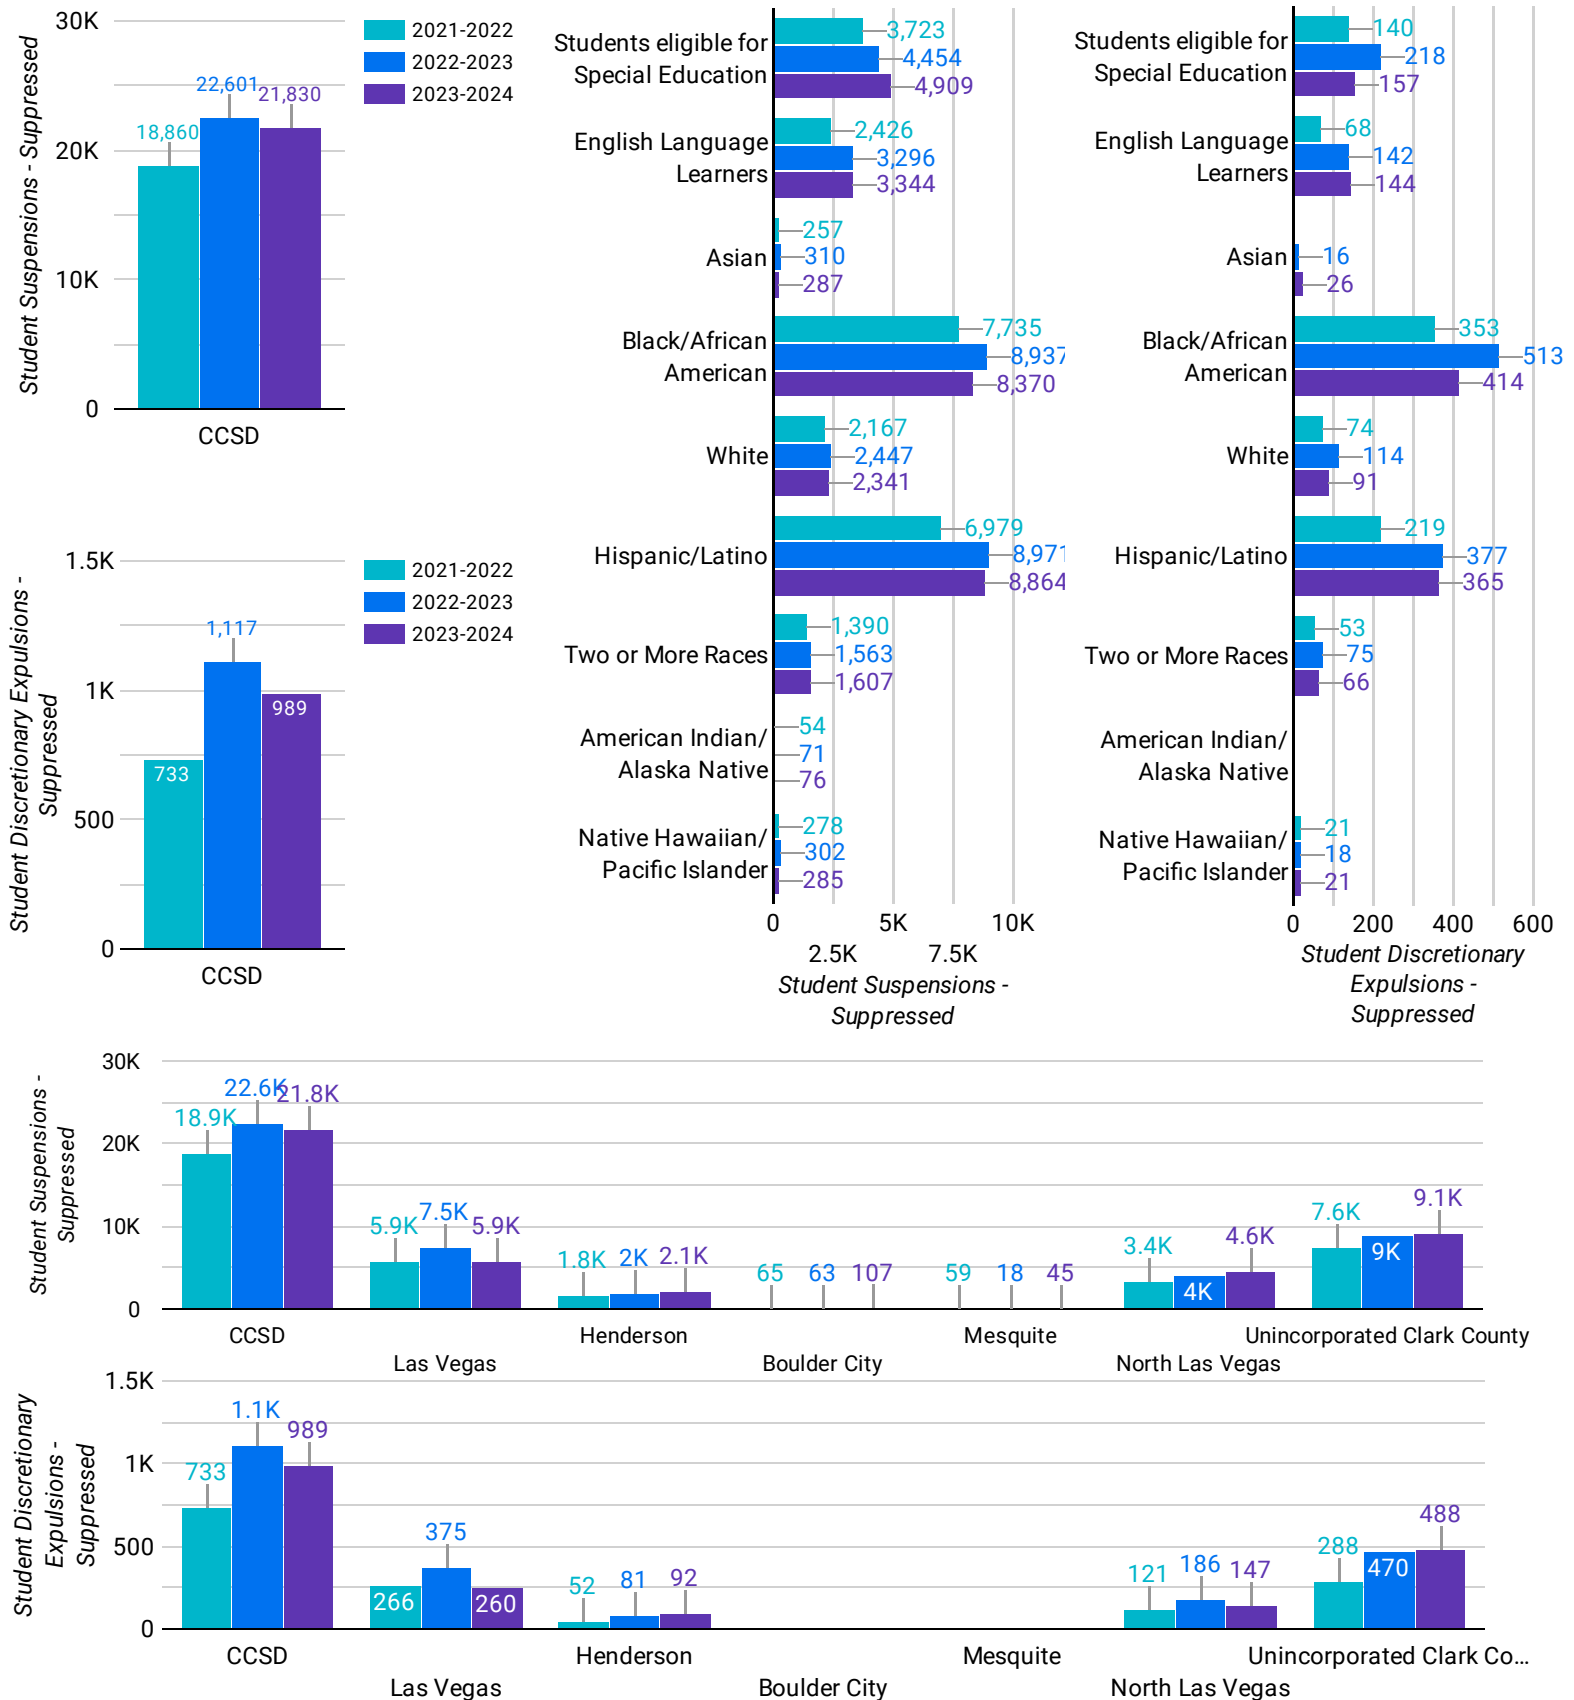 Student Suspensions - Suppressed
30K
20K
10K
0
18,860
22,601
21,830
CCSD
2021-2022
2022-2023
2023-2024
Student Discretionary Expulsions -
Suppressed
1.5K
1K
500
0
733
1,117
989
CCSD
2021-2022
2022-2023
2023-2024
Students eligible for
Special Education
3,723
4,454
4,909
English Language
Learners
2,426
3,296
3,344
Asian
257
310
287
Black/African
American
7,735
8,937
8,370
White
2,167
2,447
2,341
Hispanic/Latino
6,979
8,971
8,864
Two or More Races
1,390
1,563
1,607
American Indian/
Alaska Native
54
71
76
Native Hawaiian/
Pacific Islander
278
302
285
0
5K
10K
2.5K
7.5K
Student Suspensions -
Suppressed
Students eligible for
Special Education
140
218
157
English Language
Learners
68
142
144
Asian
16
26
Black/African
American
353
513
414
White
74
114
91
Hispanic/Latino
219
377
365
Two or More Races
53
75
66
American Indian/
Alaska Native
Native Hawaiian/
Pacific Islander
21
18
21
0
200
400
600
Student Discretionary
Expulsions -
Suppressed
Student Suspensions -
Suppressed
30K
20K
10K
0
18.9K
22.6K
21.8K
5.9K
7.5K
5.9K
1.8K
2K
2.1K
65
63
107
59
18
45
3.4K
4K
4.6K
7.6K
9K
9.1K
CCSD
Las Vegas
Henderson
Boulder City
Mesquite
North Las Vegas
Unincorporated Clark County
Student Discretionary
Expulsions -
Suppressed
1.5K
1K
500
0
733
1.1K
989
266
375
260
52
81
92
121
186
147
288
470
488
CCSD
Las Vegas
Henderson
Boulder City
Mesquite
North Las Vegas
Unincorporated Clark Co...